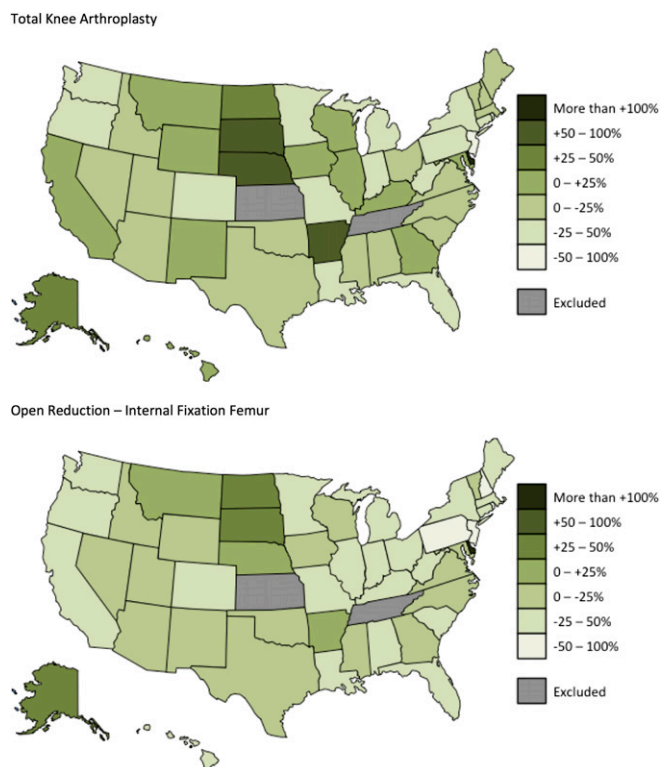 Total Knee Arthroplasty
More than +100%
+50 – 100%
+25 – 50%
0 – +25%
0 – -25%
-25 – 50%
-50 – 100%
Excluded
Open Reduction – Internal Fixation Femur
More than +100%
+50 – 100%
+25 – 50%
0 – +25%
0 – -25%
-25 – 50%
-50 – 100%
Excluded